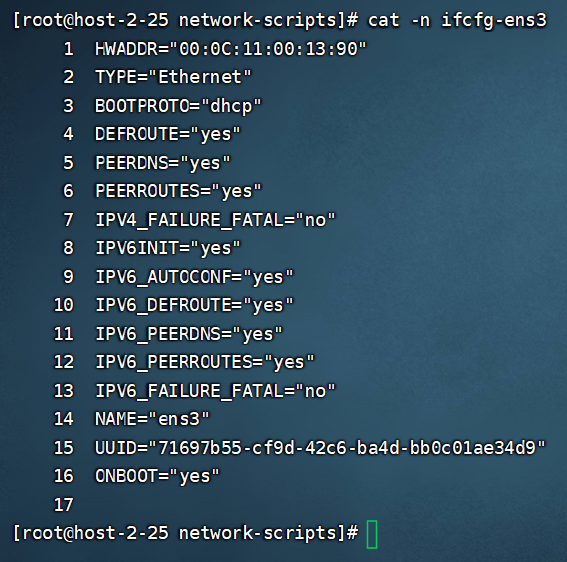 [root@host-2-25 network-scripts]# cat -n ifcfg-ens3
1 HWADDR="00:0C:11:00:13:90"
2 TYPE="Ethernet"
3 BOOTPROTO="dhcp"
4 DEFROUTE="yes"
5 PEERDNS="yes"
6 PEERROUTES="yes"
7 IPV4_FAILURE_FATAL="no"
8 IPV6INIT="yes"
9 IPV6_AUTOCONF="yes"
10 IPV6_DEFROUTE="yes"
11 IPV6_PEERDNS="yes"
12 IPV6_PEERROUTES="yes"
13 IPV6_FAILURE_FATAL="no"
14 NAME="ens3"
15 UUID="71697b55-cf9d-42c6-ba4d-bb0c01ae34d9"
16 ONBOOT="yes"
17
[root@host-2-25 network-scripts]#